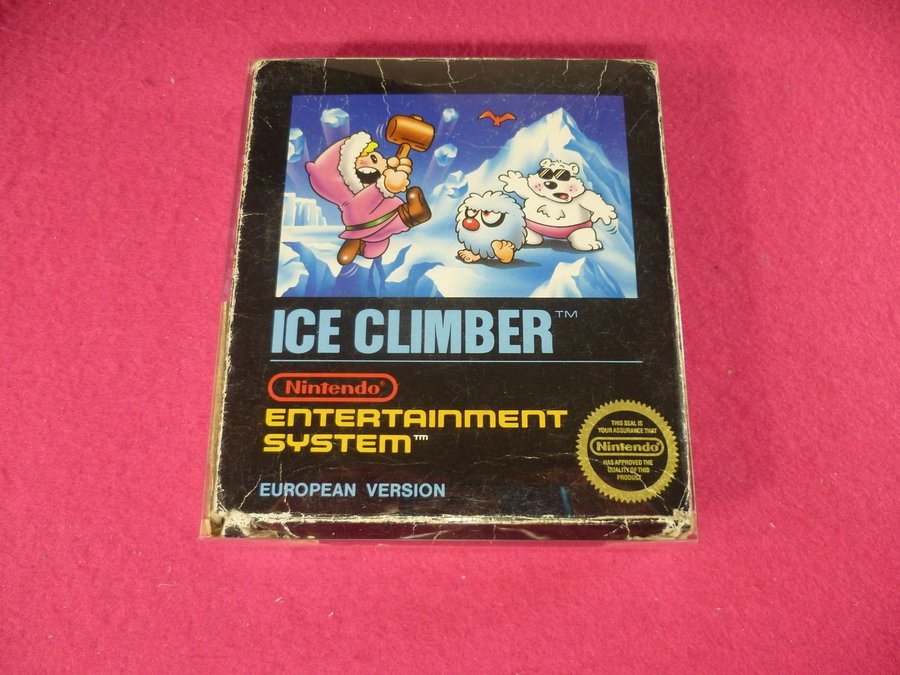 ICE CLIMBER™
Nintendo®
ENTERTAINMENT
SYSTEM™
EUROPEAN VERSION
THIS SEAL IS
YOUR ASSURANCE THAT
Nintendo®
HAS APPROVED THE
QUALITY OF THIS
PRODUCT